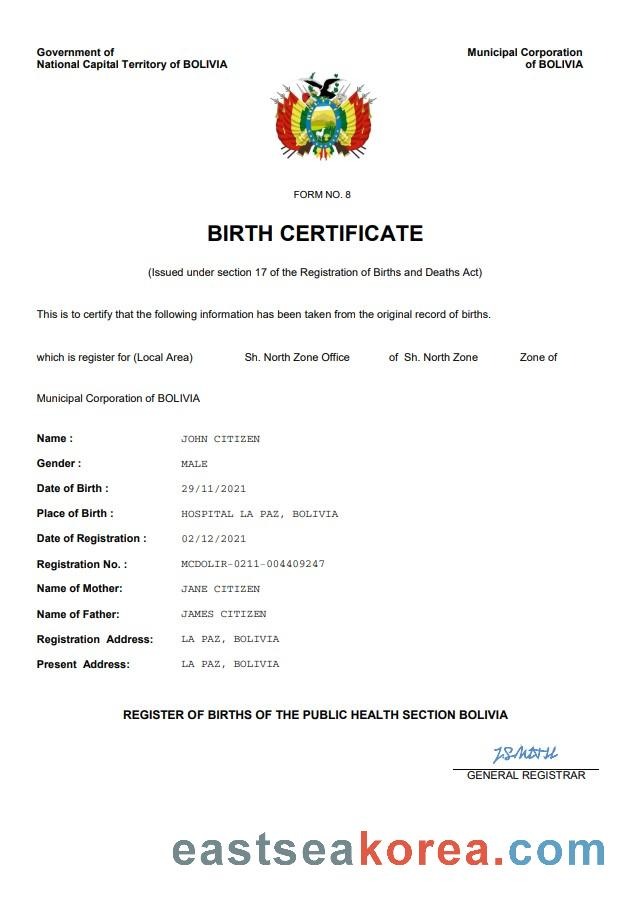 Government of
National Capital Territory of BOLIVIA
Municipal Corporation
of BOLIVIA
FORM NO. 8
BIRTH CERTIFICATE
(Issued under section 17 of the Registration of Births and Deaths Act)
This is to certify that the following information has been taken from the original record of births.
which is register for (Local Area) Sh. North Zone Office of Sh. North Zone Zone of
Municipal Corporation of BOLIVIA
Name : JOHN CITIZEN
Gender : MALE
Date of Birth : 29/11/2021
Place of Birth : HOSPITAL LA PAZ, BOLIVIA
Date of Registration : 02/12/2021
Registration No. : MCDOLIR-0211-004409247
Name of Mother: JANE CITIZEN
Name of Father: JAMES CITIZEN
Registration Address: LA PAZ, BOLIVIA
Present Address: LA PAZ, BOLIVIA
REGISTER OF BIRTHS OF THE PUBLIC HEALTH SECTION BOLIVIA
GENERAL REGISTRAR
eastseakorea.com